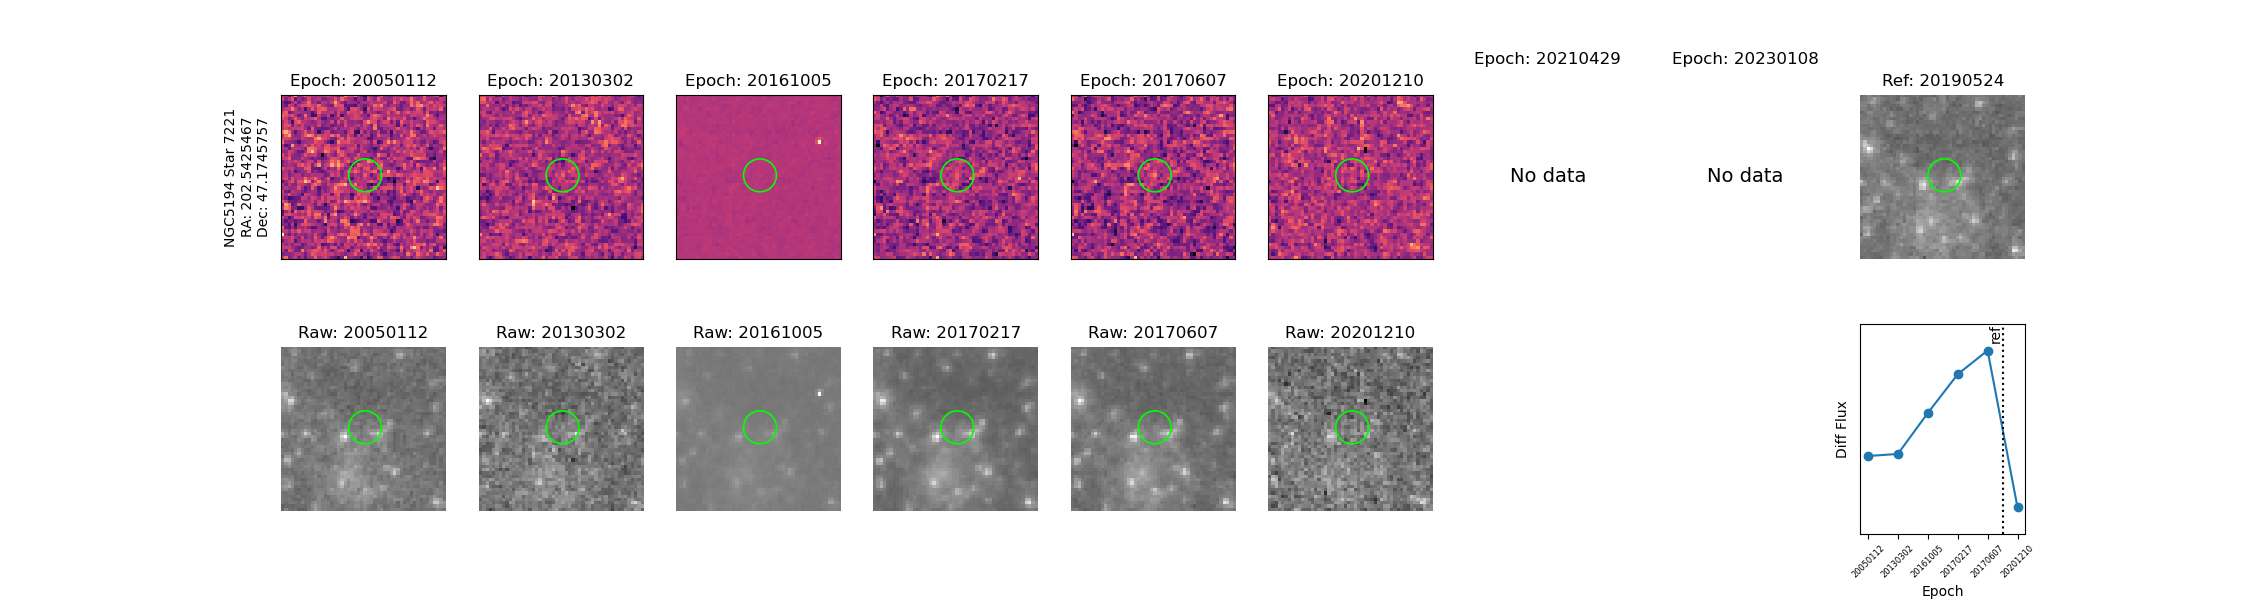 NGC5194 Star 7221
RA: 202.5425467
Dec: 47.1745757
Epoch: 20050112
Epoch: 20130302
Epoch: 20161005
Epoch: 20170217
Epoch: 20170607
Epoch: 20201210
Epoch: 20210429
Epoch: 20230108
Ref: 20190524
No data
No data
Raw: 20050112
Raw: 20130302
Raw: 20161005
Raw: 20170217
Raw: 20170607
Raw: 20201210
ref
Diff Flux
20050112
20130302
20161005
20170217
20170607
20201210
Epoch